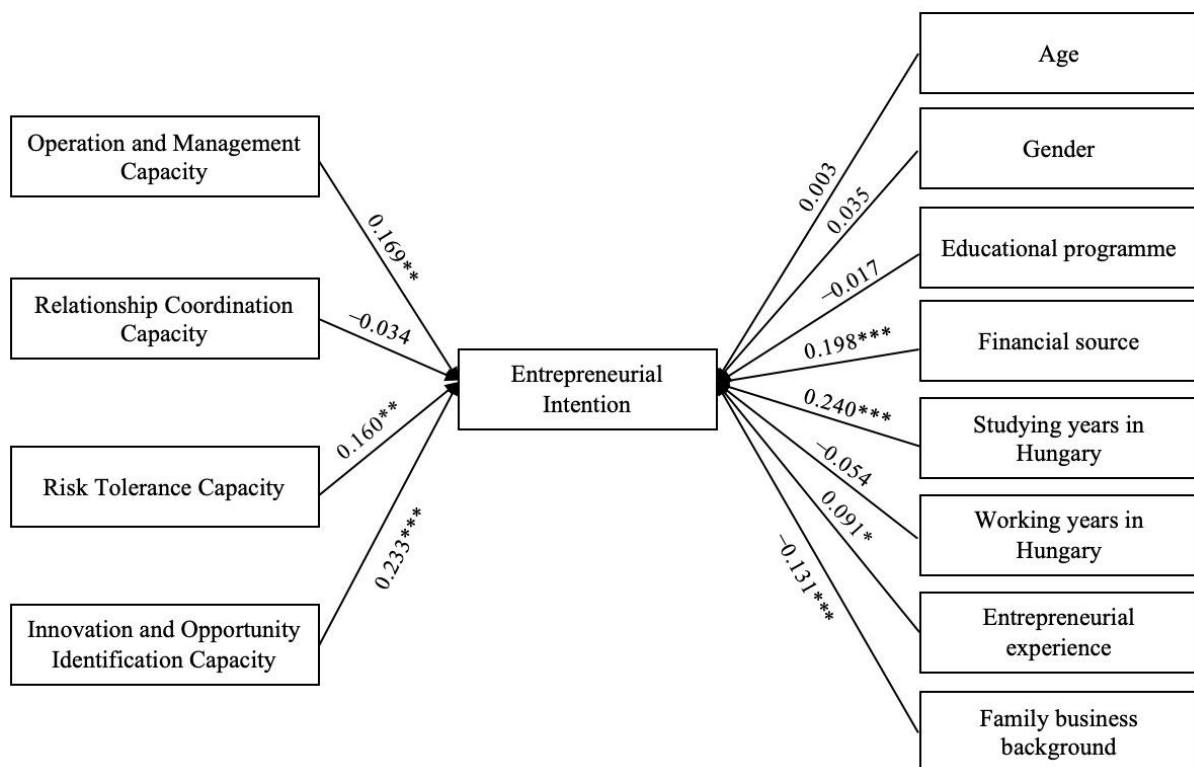 Operation and Management
Capacity
Relationship Coordination
Capacity
Risk Tolerance Capacity
Innovation and Opportunity
Identification Capacity
0.169**
−0.034
0.160**
0.233***
Entrepreneurial
Intention
0.003
0.035
−0.017
0.198***
0.240***
−0.054
0.091*
−0.131***
Age
Gender
Educational programme
Financial source
Studying years in
Hungary
Working years in
Hungary
Entrepreneurial
experience
Family business
background